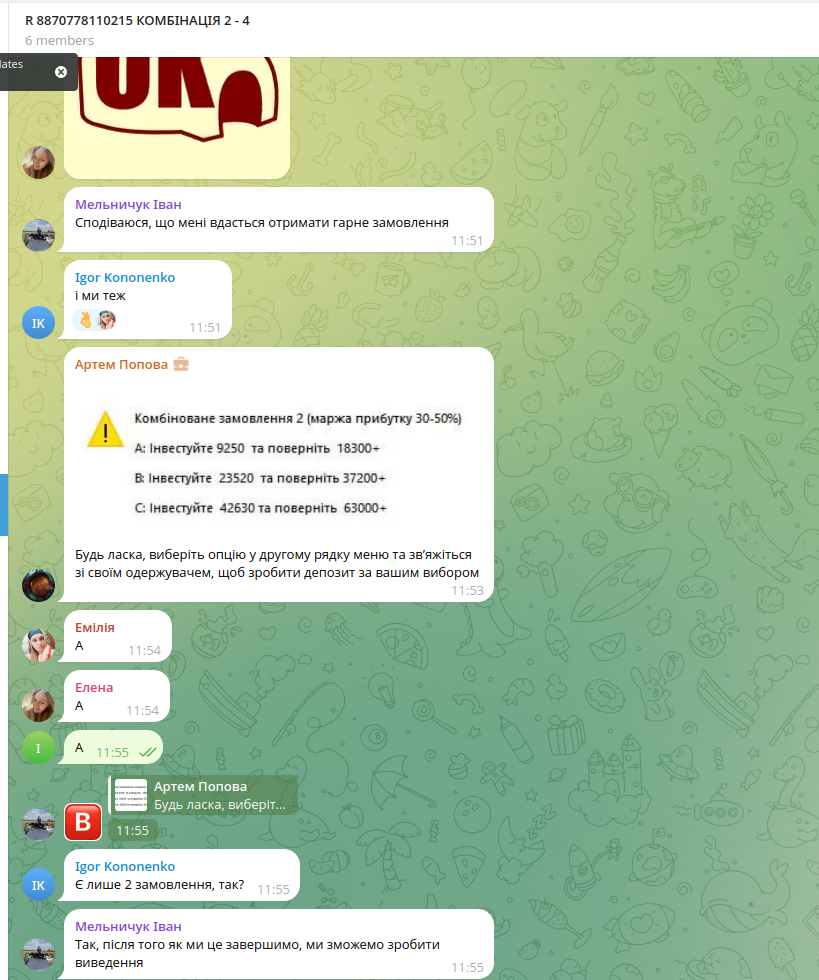 R 8870778110215 КОМБІНАЦІЯ 2 - 4
6 members
Мельничук Іван
Сподіваюся, що мені вдасться отримати гарне замовлення
11:51
Igor Kononenko
і ми теж
11:51
Артем Попова
Комбіноване замовлення 2 (маржа прибутку 30-50%)
А: Інвестуйте 9250 та поверніть 18300+
В: Інвестуйте 23520 та поверніть 37200+
С: Інвестуйте 42630 та поверніть 63000+
Будь ласка, виберіть опцію у другому рядку меню та зв’яжіться
зі своїм одержувачем, щоб зробити депозит за вашим вибором
11:53
Емілія
А
11:54
Елена
А
11:54
І
А 11:55
Артем Попова
Будь ласка, виберіт...
B
11:55
Igor Kononenko
IK
Є лише 2 замовлення, так?
11:55
Мельничук Іван
Так, після того як ми це завершимо, ми зможемо зробити
виведення
11:55